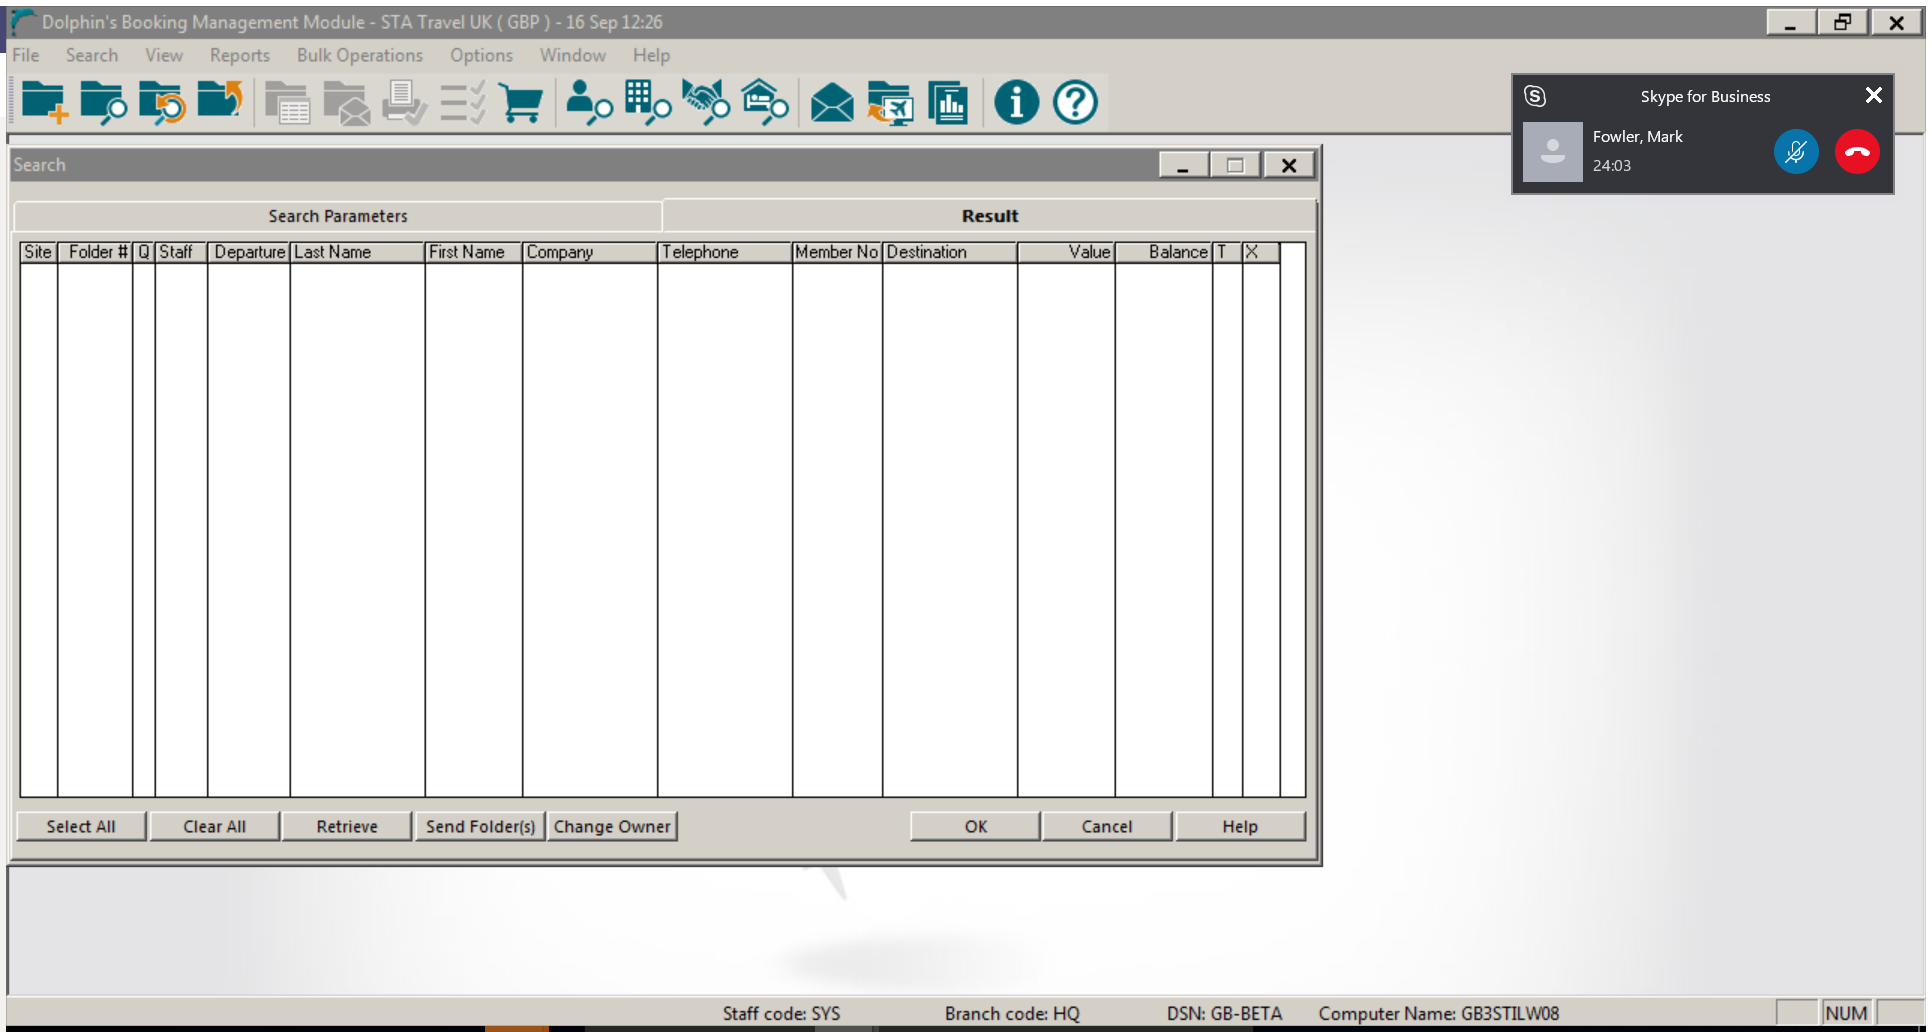 Dolphin's Booking Management Module - STA Travel UK ( GBP ) - 16 Sep 12:26
File Search View Reports Bulk Operations Options Window Help
Skype for Business
Fowler, Mark
24:03
Search
Search Parameters Result
Site Folder # Q Staff Departure Last Name First Name Company Telephone Member No Destination Value Balance T X
Select All Clear All Retrieve Send Folder(s) Change Owner OK Cancel Help
Staff code: SYS Branch code: HQ DSN: GB-BETA Computer Name: GB3STILW08 NUM